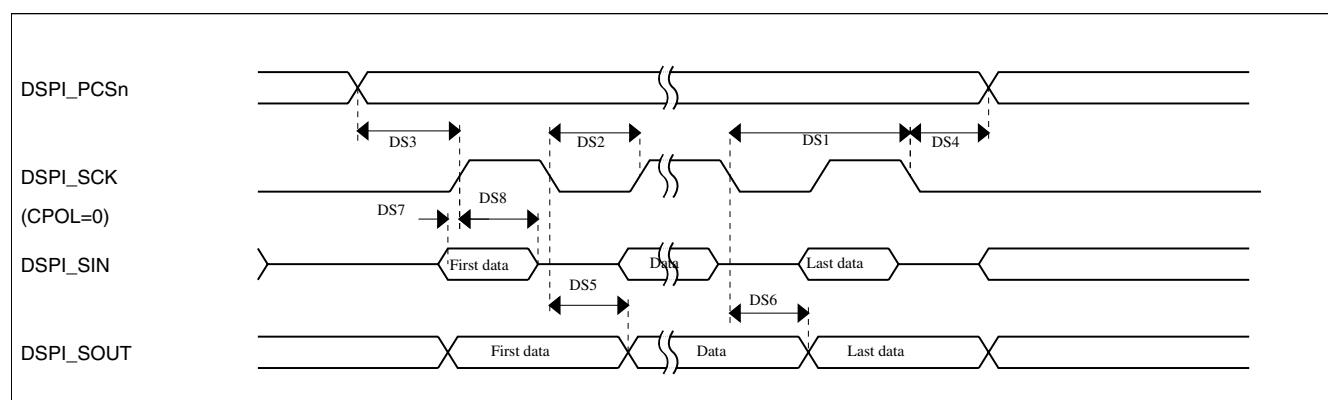 DSPI_PCSn
DS3
DS2
DS1
DS4
DSPI_SCK
(CPOL=0)
DS7
DS8
DSPI_SIN
First data
Data
Last data
DS5
DS6
DSPI_SOUT
First data
Data
Last data